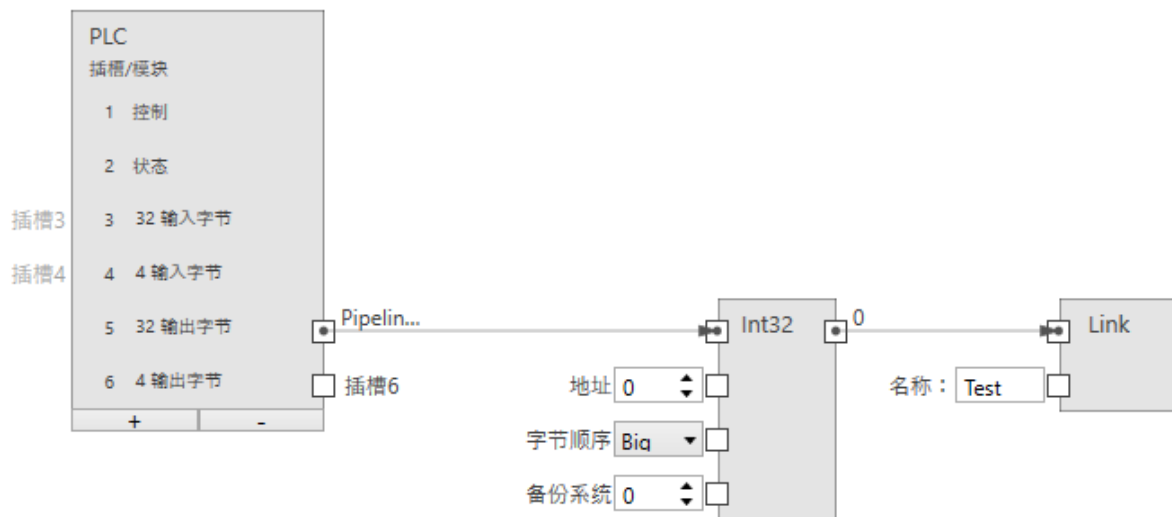 PLC
插槽/模块
1 控制
2 状态
插槽3 3 32 输入字节
插槽4 4 4 输入字节
5 32 输出字节 Pipelin... Int32 0 Link
6 4 输出字节 插槽6 地址 0 名称： Test
+ -
字节顺序 Big
备份系统 0